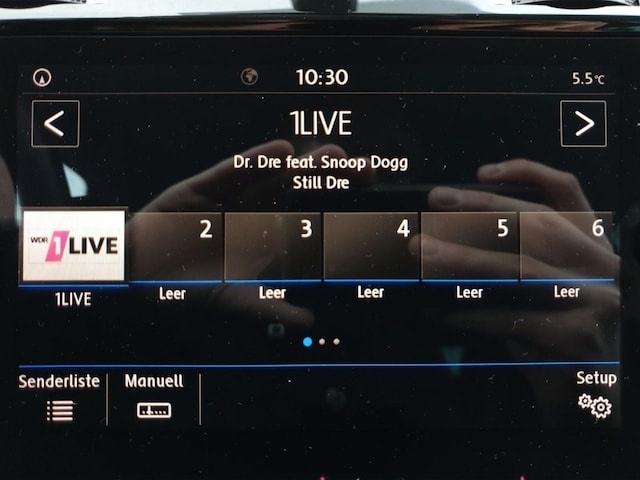 10:30
5.5°C
<
1LIVE
>
Dr. Dre feat. Snoop Dogg
Still Dre
WDR 1LIVE
2
3
4
5
6
1LIVE
Leer
Leer
Leer
Leer
Leer
Senderliste
Manuell
Setup